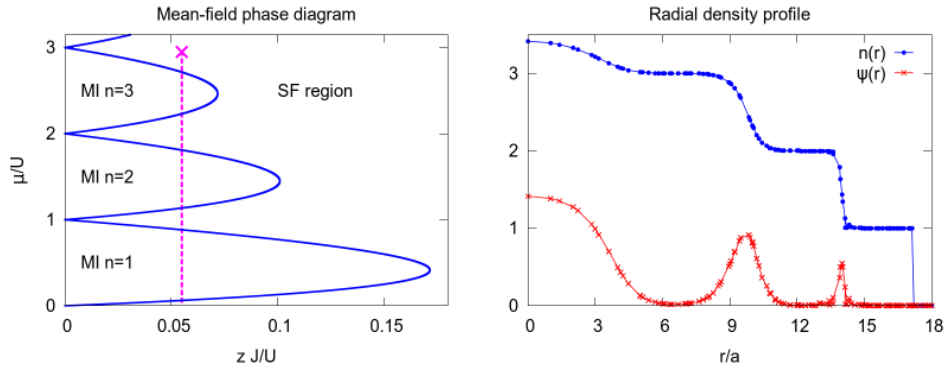 Mean-field phase diagram
3
2
1
0
μ/U
MI n=3
MI n=2
MI n=1
SF region
0
0.05
0.1
0.15
z J/U
Radial density profile
n(r)
ψ(r)
3
2
1
0
0
3
6
9
12
15
18
r/a